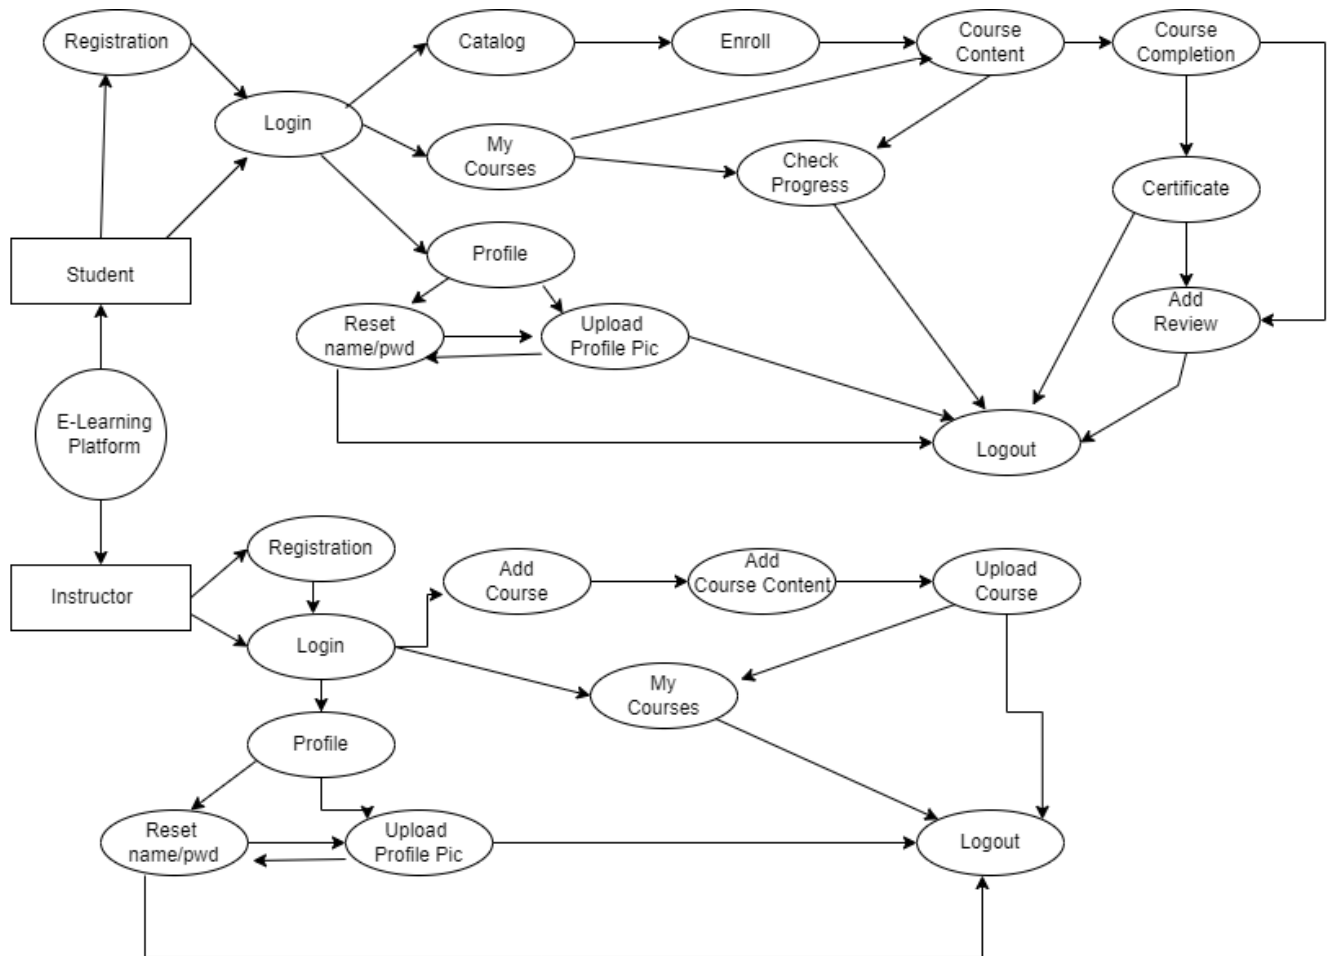 Registration
Catalog
Enroll
Course
Content
Course
Completion
Login
My
Courses
Check
Progress
Certificate
Student
Profile
Reset
name/pwd
Upload
Profile Pic
Add
Review
E-Learning
Platform
Logout
Registration
Instructor
Add
Course
Add
Course Content
Upload
Course
Login
My
Courses
Profile
Reset
name/pwd
Upload
Profile Pic
Logout